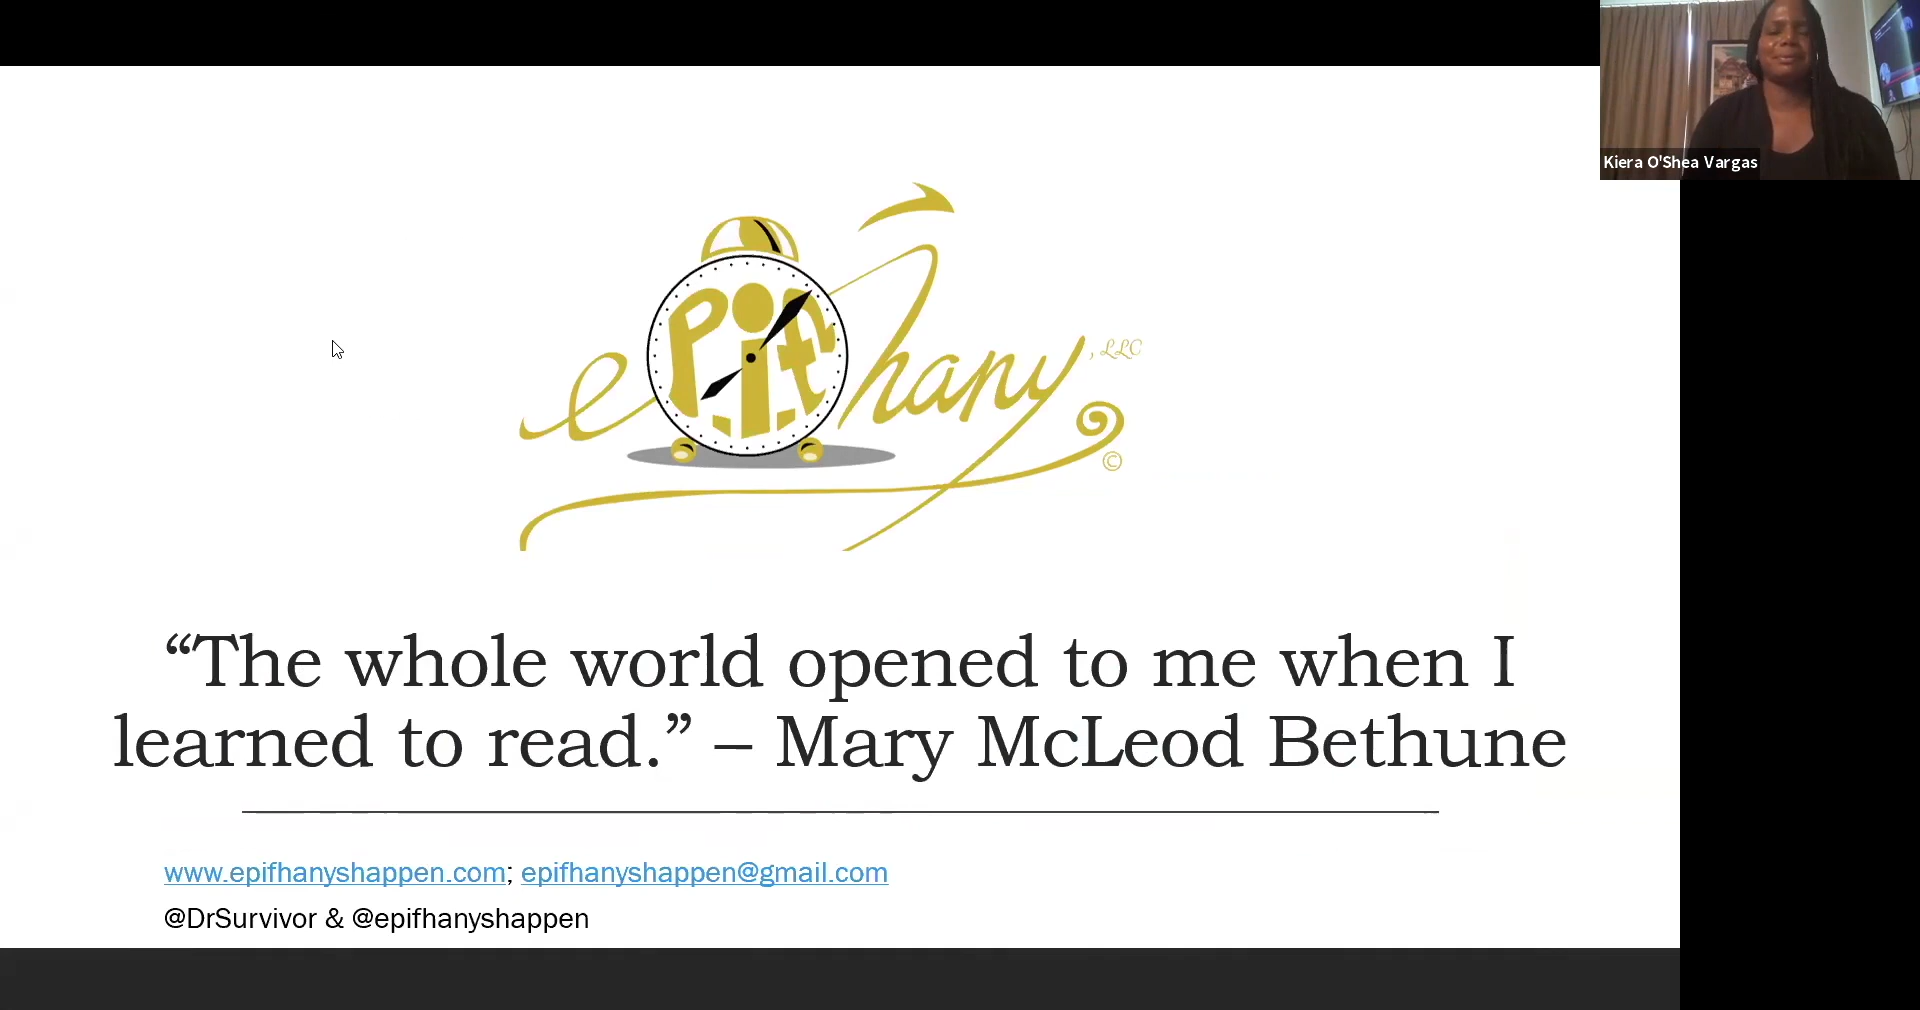 Kiera O'Shea Vargas
epifhany, LLC
©
“The whole world opened to me when I
learned to read.” – Mary McLeod Bethune
www.epifhanyshappen.com; epifhanyshappen@gmail.com
@DrSurvivor & @epifhanyshappen